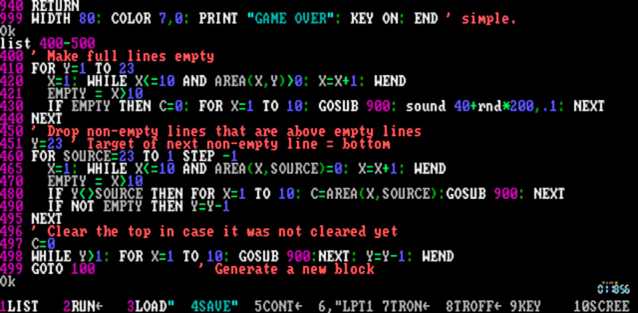 940 RETURN
999 WIDTH 80: COLOR 7,0: PRINT "GAME OVER": KEY ON: END ' simple.
Ok
list 400-500
400 ' Make full lines empty
410 FOR Y=1 TO 23
420   X=1: WHILE X<=10 AND AREA(X,Y)>0: X=X+1: WEND
421   EMPTY = X>10
430   IF EMPTY THEN C=0: FOR X=1 TO 10: GOSUB 900: sound 40+rnd*200,.1: NEXT
440 NEXT
450 ' Drop non-empty lines that are above empty lines
451 Y=23 ' Target of next non-empty line = bottom
460 FOR SOURCE=23 TO 1 STEP -1
465   X=1: WHILE X<=10 AND AREA(X,SOURCE)=0: X=X+1: WEND
470   EMPTY = X>10
480   IF Y<>SOURCE THEN FOR X=1 TO 10: C=AREA(X,SOURCE):GOSUB 900: NEXT
490   IF NOT EMPTY THEN Y=Y-1
495 NEXT
496 ' Clear the top in case it was not cleared yet
497 C=0
498 WHILE Y>1: FOR X=1 TO 10: GOSUB 900:NEXT: Y=Y-1: WEND
499 GOTO 100           ' Generate a new block
Ok
TIME
01:1856
1LIST   2RUN←   3LOAD"  4SAVE"  5CONT←  6,"LPT1 7TRON←  8TROFF← 9KEY    10SCREE